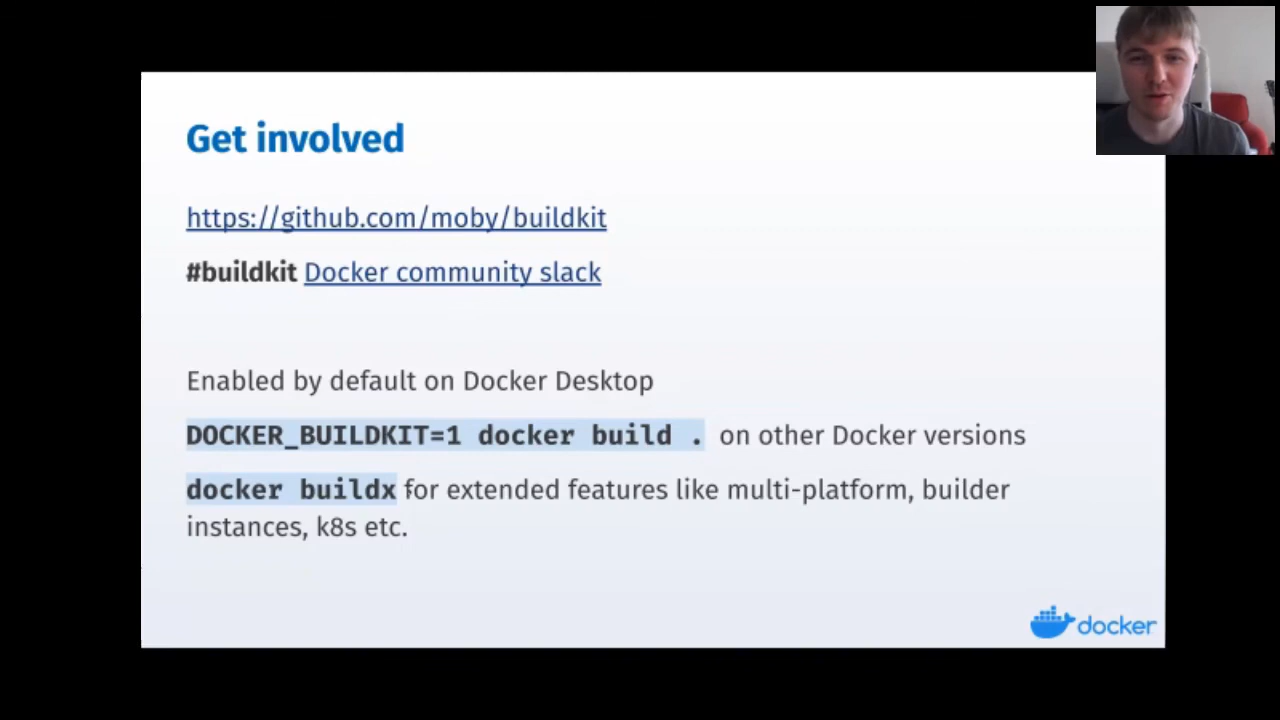 Get involved
https://github.com/moby/buildkit
#buildkit Docker community slack
Enabled by default on Docker Desktop
DOCKER_BUILDKIT=1 docker build . on other Docker versions
docker buildx for extended features like multi-platform, builder
instances, k8s etc.
docker